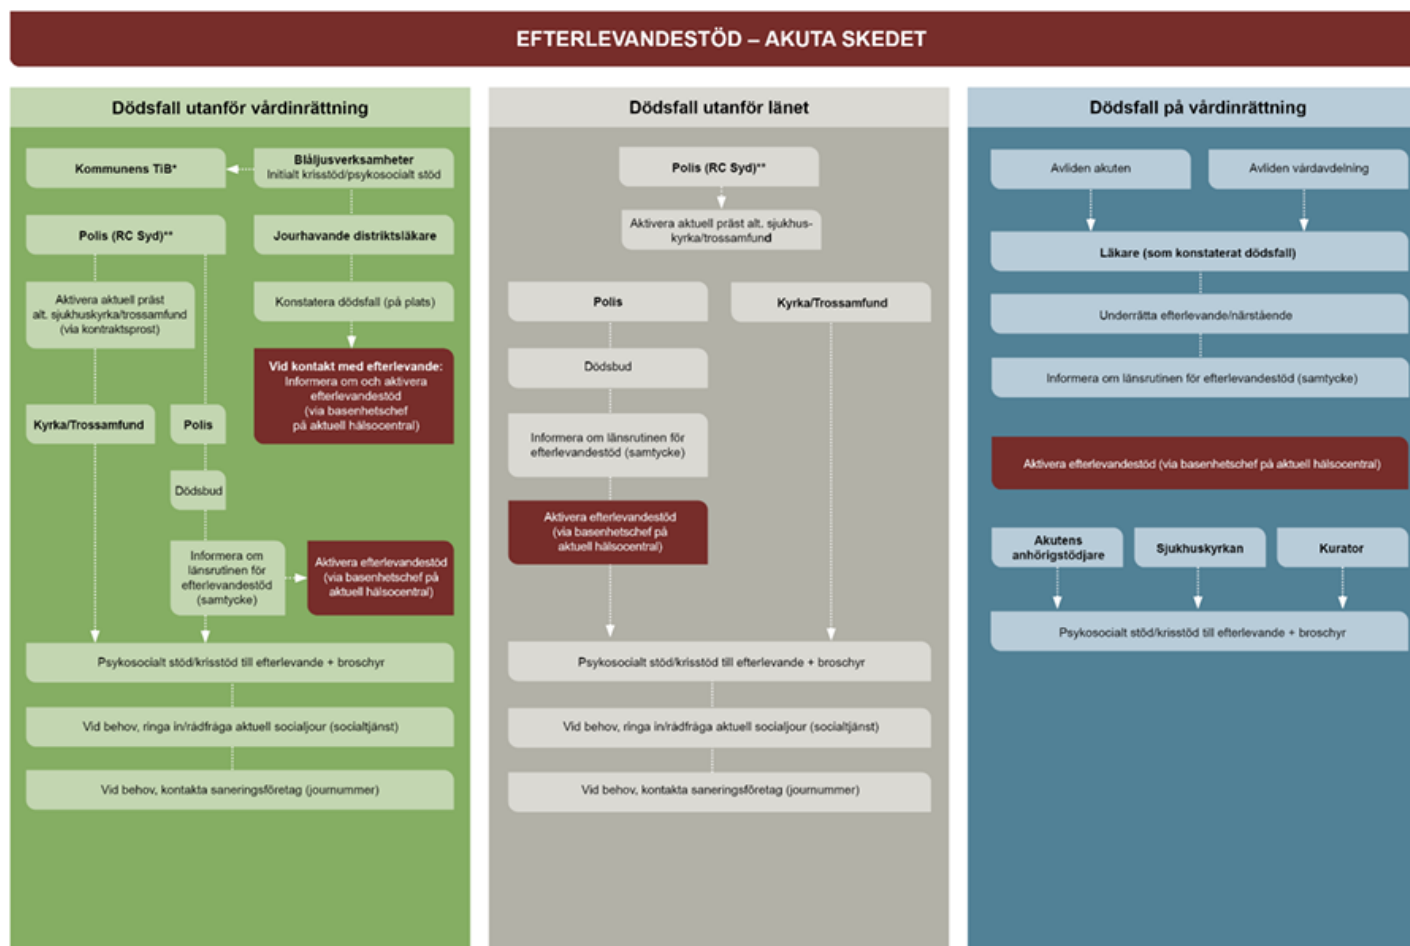 EFTERLEVANDESTÖD – AKUTA SKEDET
Dödsfall utanför vårdinrättning
Kommunens TiB*
Blåljusverksamheter
Initialt krisstöd/psykosocialt stöd
Polis (RC Syd)**
Jourhavande distriktsläkare
Aktivera aktuell präst
alt. sjukhuskyrka/trossamfund
(via kontraktsprost)
Konstatera dödsfall (på plats)
Vid kontakt med efterlevande:
Informera om och aktivera
efterlevandestöd
(via basenhetschef
på aktuell hälsocentral)
Kyrka/Trossamfund
Polis
Dödsbud
Informera om
länsrutinen för
efterlevandestöd
(samtycke)
Aktivera efterlevandestöd
(via basenhetschef på
aktuell hälsocentral)
Psykosocialt stöd/krisstöd till efterlevande + broschyr
Vid behov, ringa in/rådfråga aktuell socialjour (socialtjänst)
Vid behov, kontakta saneringsföretag (journummer)
Dödsfall utanför länet
Polis (RC Syd)**
Aktivera aktuell präst alt. sjukhus-
kyrka/trossamfund
Polis
Kyrka/Trossamfund
Dödsbud
Informera om länsrutinen för
efterlevandestöd (samtycke)
Aktivera efterlevandestöd
(via basenhetschef på
aktuell hälsocentral)
Psykosocialt stöd/krisstöd till efterlevande + broschyr
Vid behov, ringa in/rådfråga aktuell socialjour (socialtjänst)
Vid behov, kontakta saneringsföretag (journummer)
Dödsfall på vårdinrättning
Avliden akuten
Avliden vårdavdelning
Läkare (som konstaterat dödsfall)
Underrätta efterlevande/närstående
Informera om länsrutinen för efterlevandestöd (samtycke)
Aktivera efterlevandestöd (via basenhetschef på aktuell hälsocentral)
Akutens
anhörigstödjare
Sjukhuskyrkan
Kurator
Psykosocialt stöd/krisstöd till efterlevande + broschyr